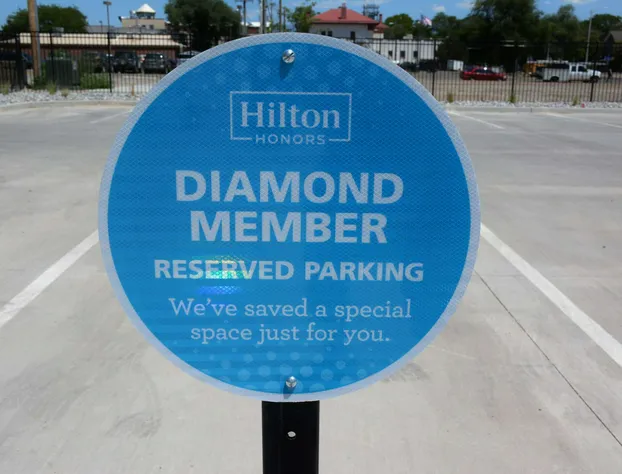 Hilton
HONORS
DIAMOND
MEMBER
RESERVED PARKING
We've saved a special
space just for you.